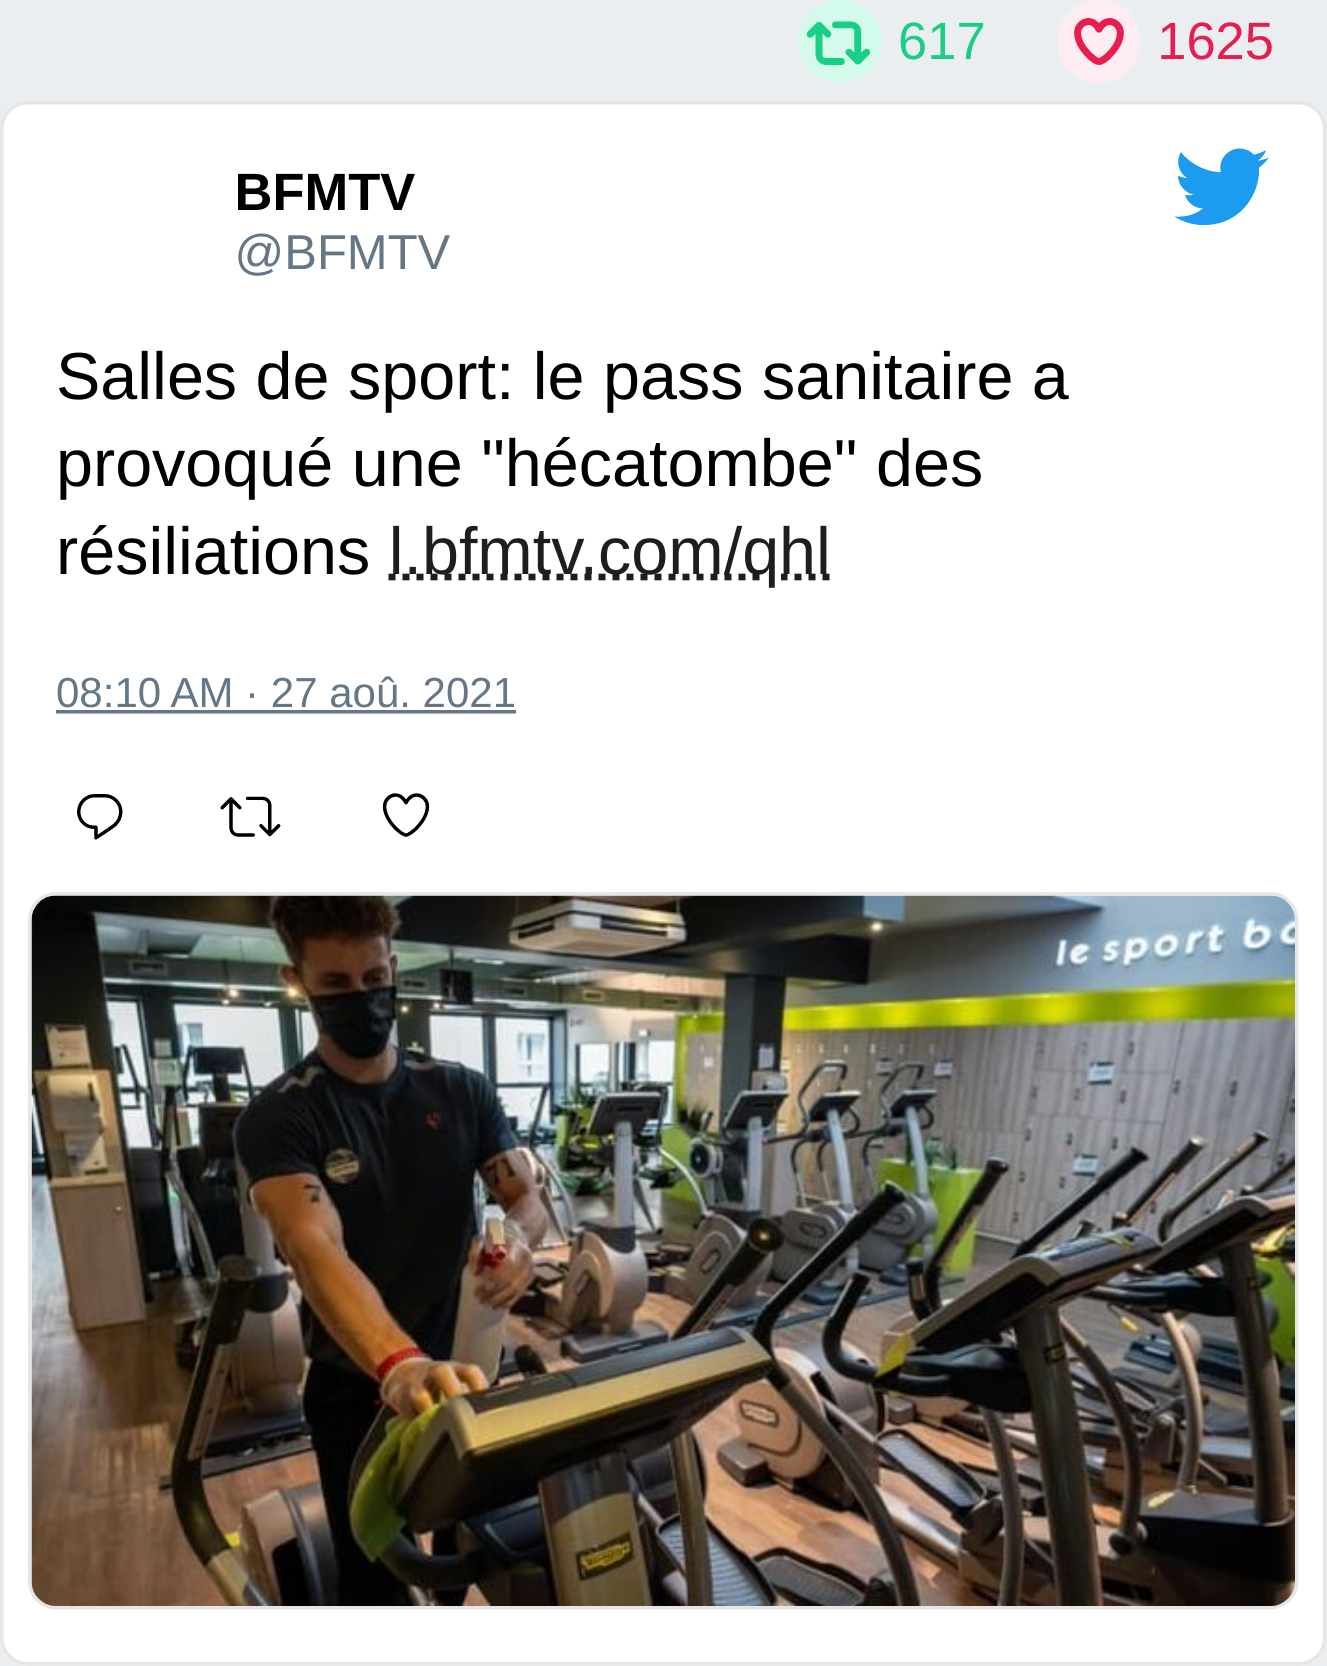 617 1625
BFMTV
@BFMTV
Salles de sport: le pass sanitaire a
provoqué une "hécatombe" des
résiliations l.bfmtv.com/qhl
08:10 AM · 27 aoû. 2021
le sport